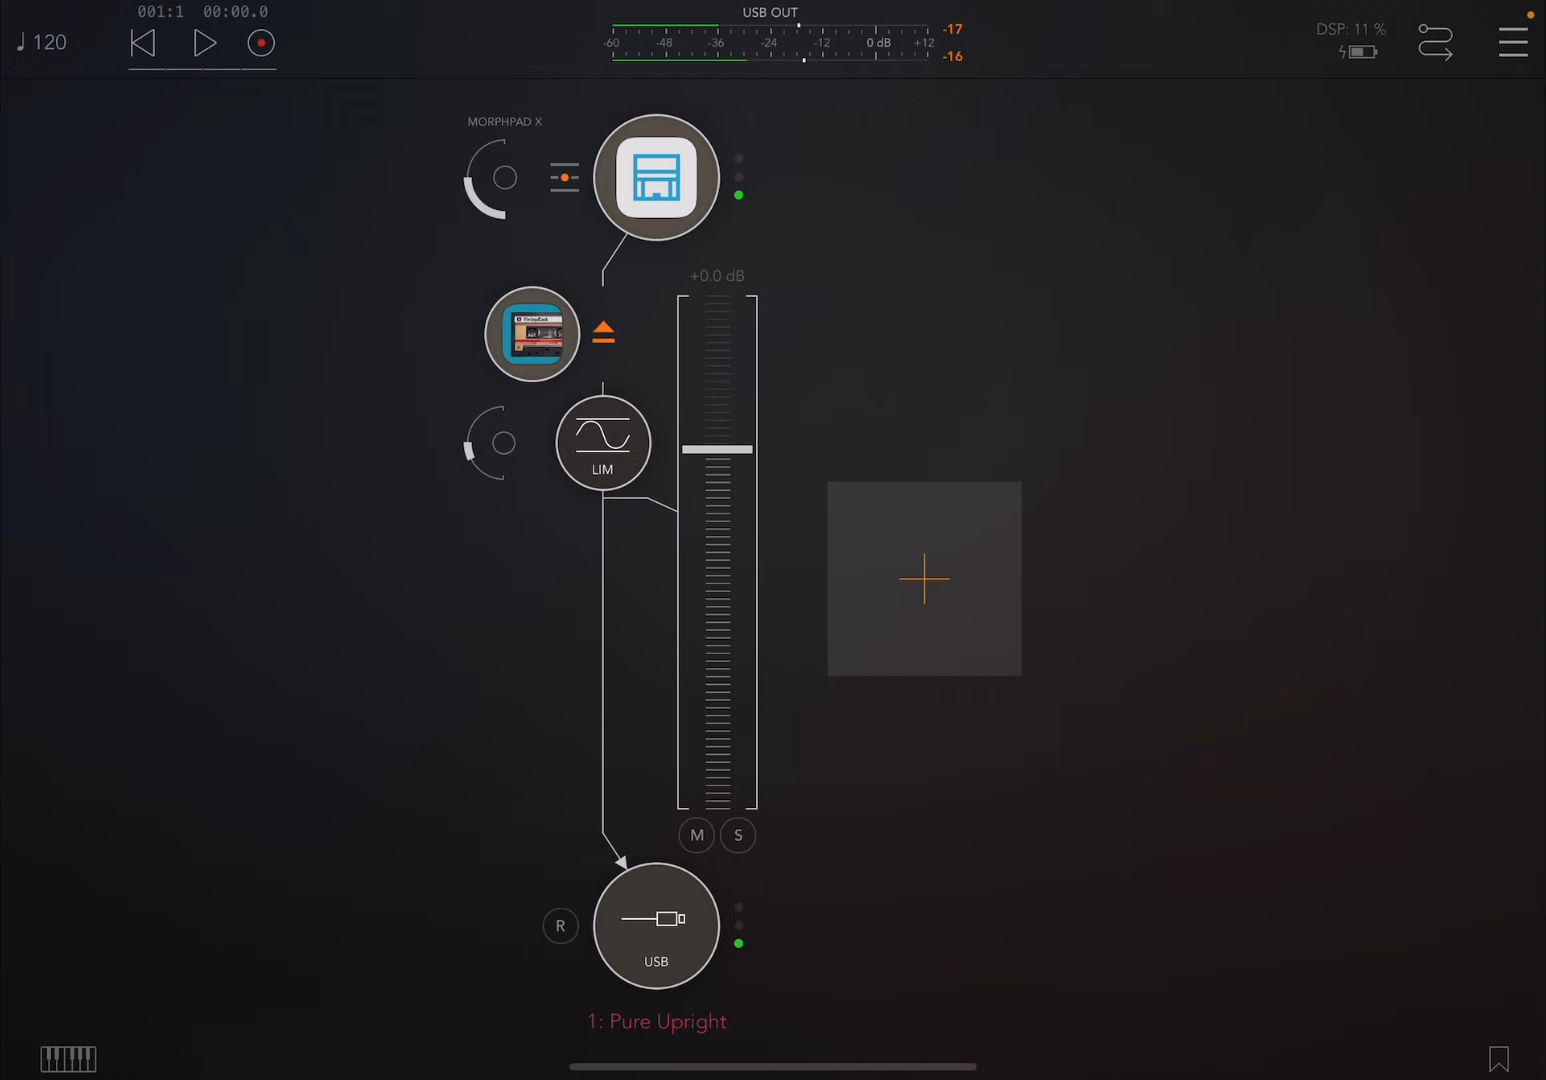 001:1 00:00.0
♩ 120
USB OUT
-60 -48 -36 -24 -12 0 dB +12
-17
-16
DSP: 11 %
MORPHPAD X
+0.0 dB
LIM
M S
R
USB
1: Pure Upright